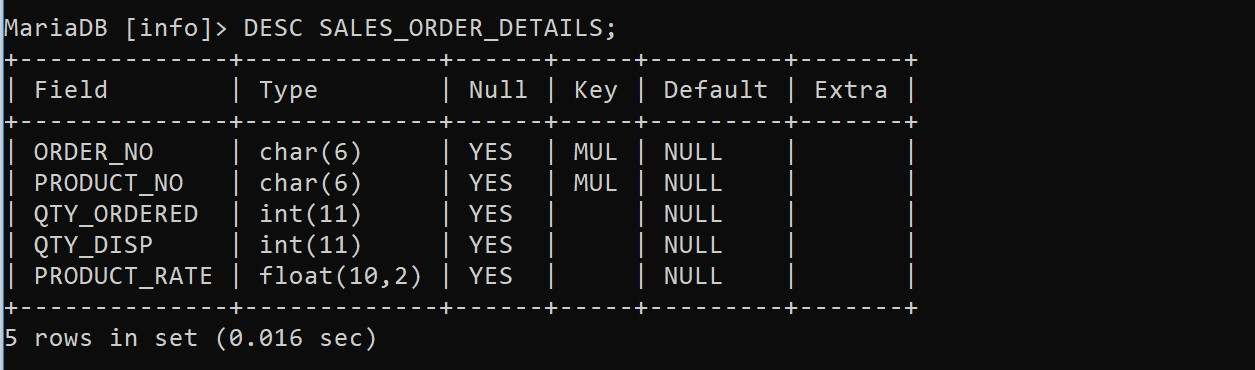 MariaDB [info]> DESC SALES_ORDER_DETAILS;
+--------------+-------------+------+-----+---------+-------+
| Field        | Type        | Null | Key | Default | Extra |
+--------------+-------------+------+-----+---------+-------+
| ORDER_NO     | char(6)     | YES  | MUL | NULL    |       |
| PRODUCT_NO   | char(6)     | YES  | MUL | NULL    |       |
| QTY_ORDERED  | int(11)     | YES  |     | NULL    |       |
| QTY_DISP     | int(11)     | YES  |     | NULL    |       |
| PRODUCT_RATE | float(10,2) | YES  |     | NULL    |       |
+--------------+-------------+------+-----+---------+-------+
5 rows in set (0.016 sec)